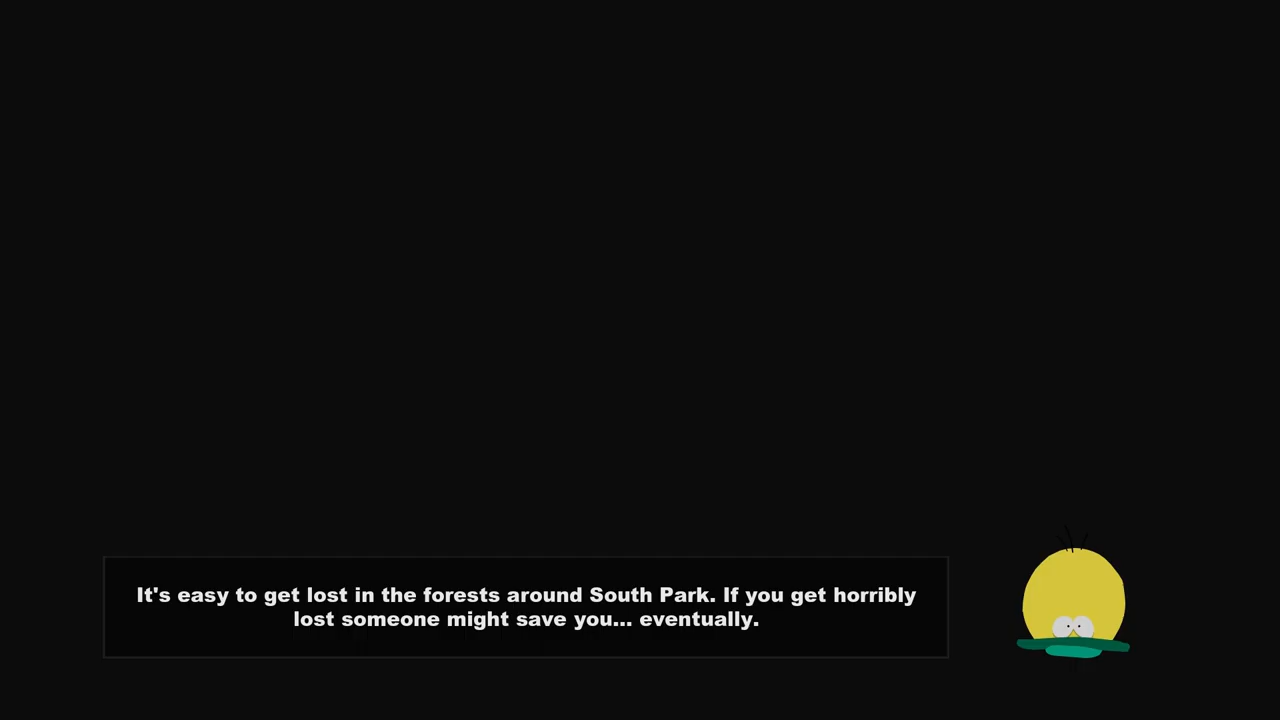 It's easy to get lost in the forests around South Park. If you get horribly
lost someone might save you... eventually.